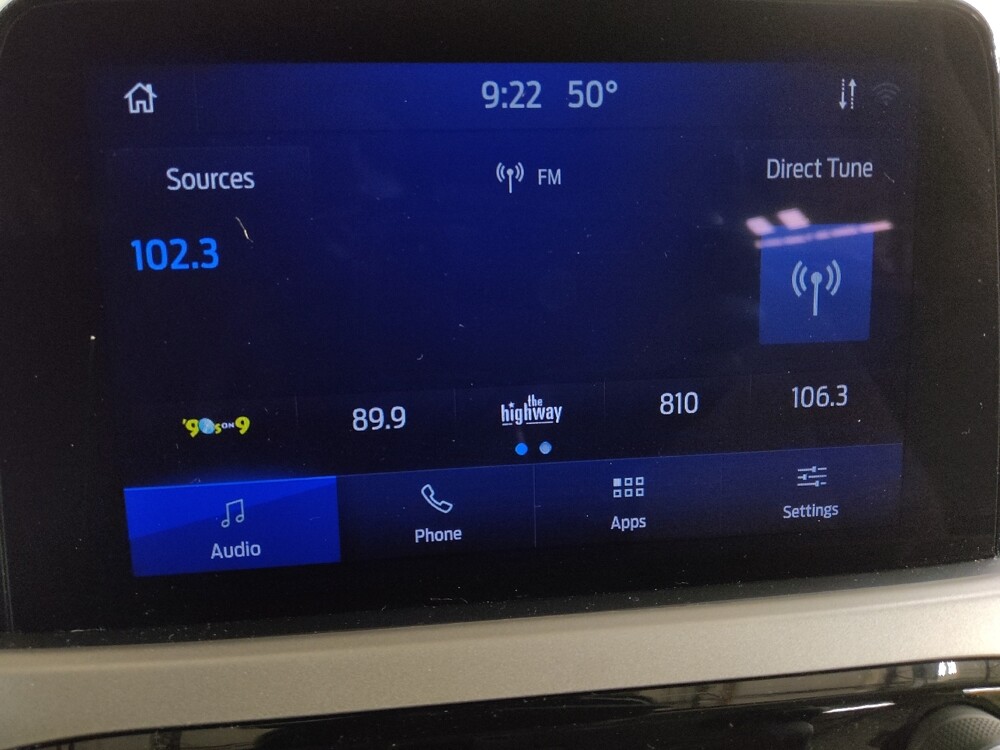 9:22 50°
Sources FM Direct Tune
102.3
'90s ON 9 89.9 the highway 810 106.3
Audio Phone Apps Settings